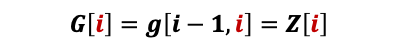 G[i] = g[i − 1, i] = Z[i]